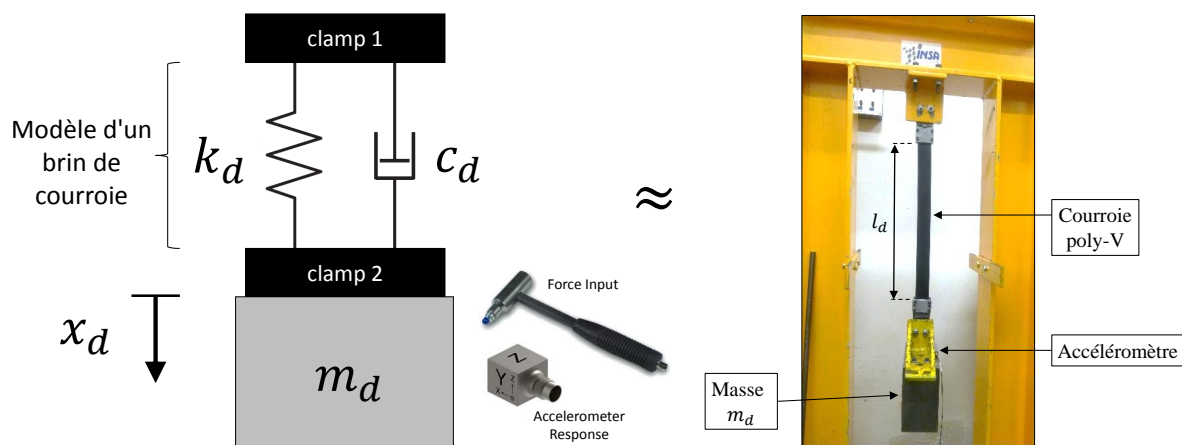 clamp 1
Modèle d'un
brin de
courroie
k_d
c_d
clamp 2
x_d
m_d
Force Input
Z
Y
Z
X
Accelerometer
Response
≈
INSA
l_d
Courroie
poly-V
Accéléromètre
Masse
m_d